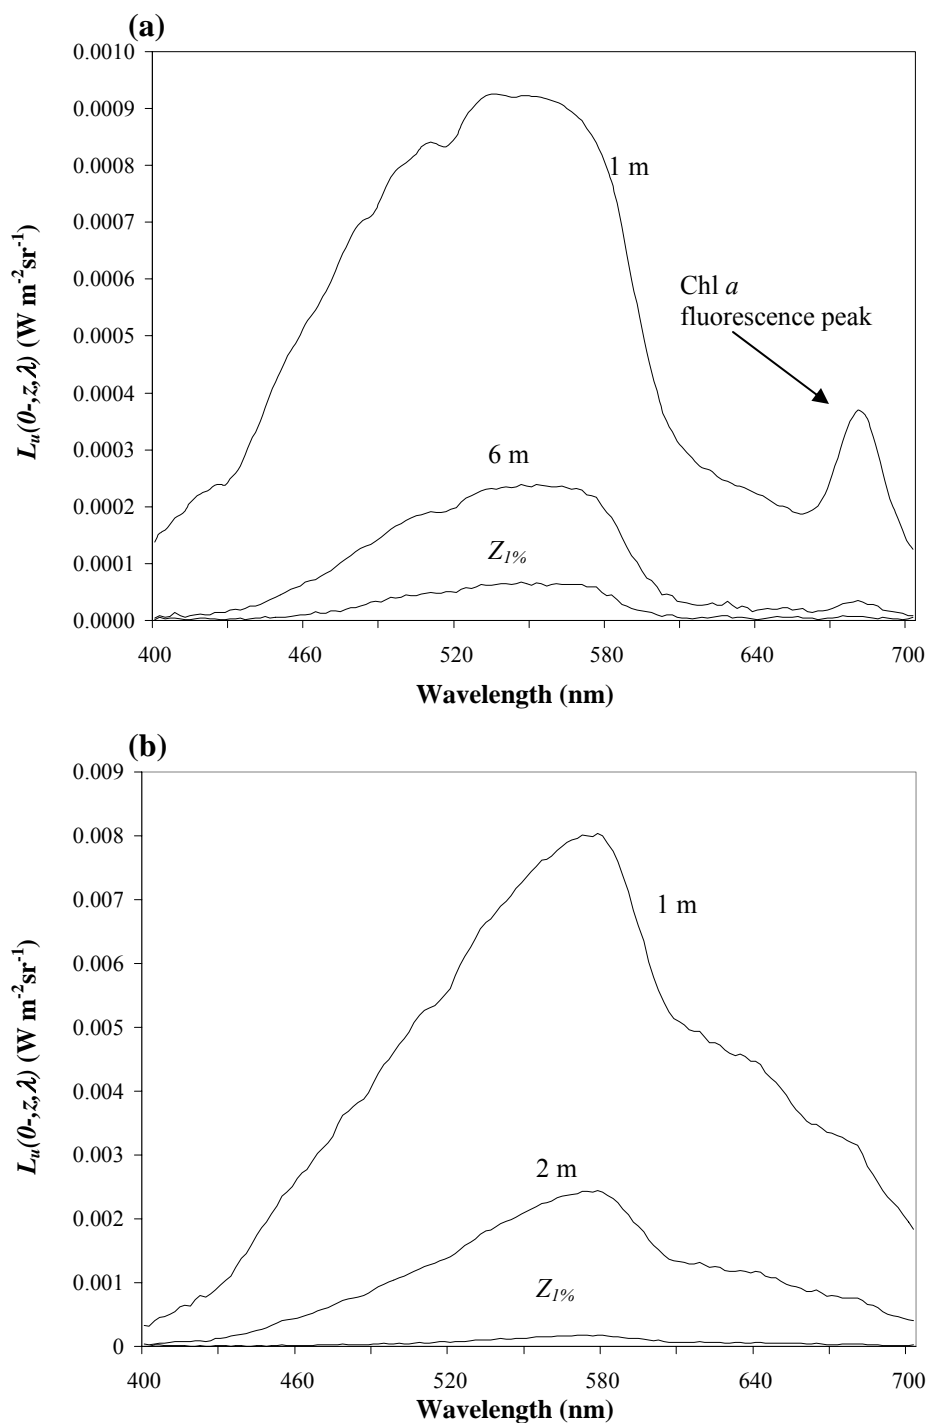 (a)
0.0010
0.0009
0.0008
0.0007
0.0006
0.0005
0.0004
0.0003
0.0002
0.0001
0.0000
L_u(0-,z,λ) (W m^-2 sr^-1)
1 m
Chl a
fluorescence peak
6 m
Z_1%
400 460 520 580 640 700
Wavelength (nm)
(b)
0.009
0.008
0.007
0.006
0.005
0.004
0.003
0.002
0.001
0
L_u(0-,z,λ) (W m^-2 sr^-1)
1 m
2 m
Z_1%
400 460 520 580 640 700
Wavelength (nm)